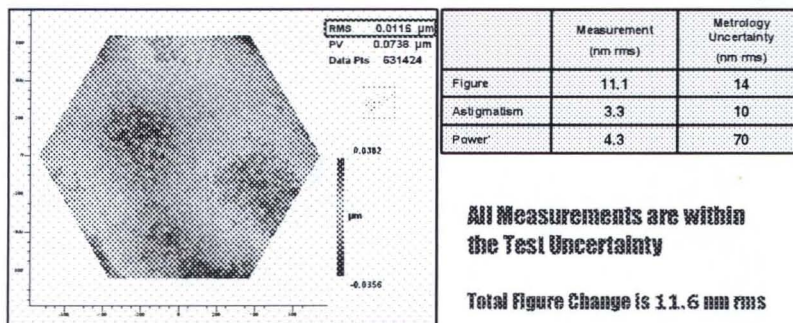 RMS 0.0116 µm
PV 0.0738 µm
Data Pts 631424
0.0382
µm
-0.0356
Measurement
(nm rms)
Metrology
Uncertainty
(nm rms)
Figure 11.1 14
Astigmatism 3.3 10
Power' 4.3 70
All Measurements are within
the Test Uncertainty
Total Figure Change is 11.6 nm rms